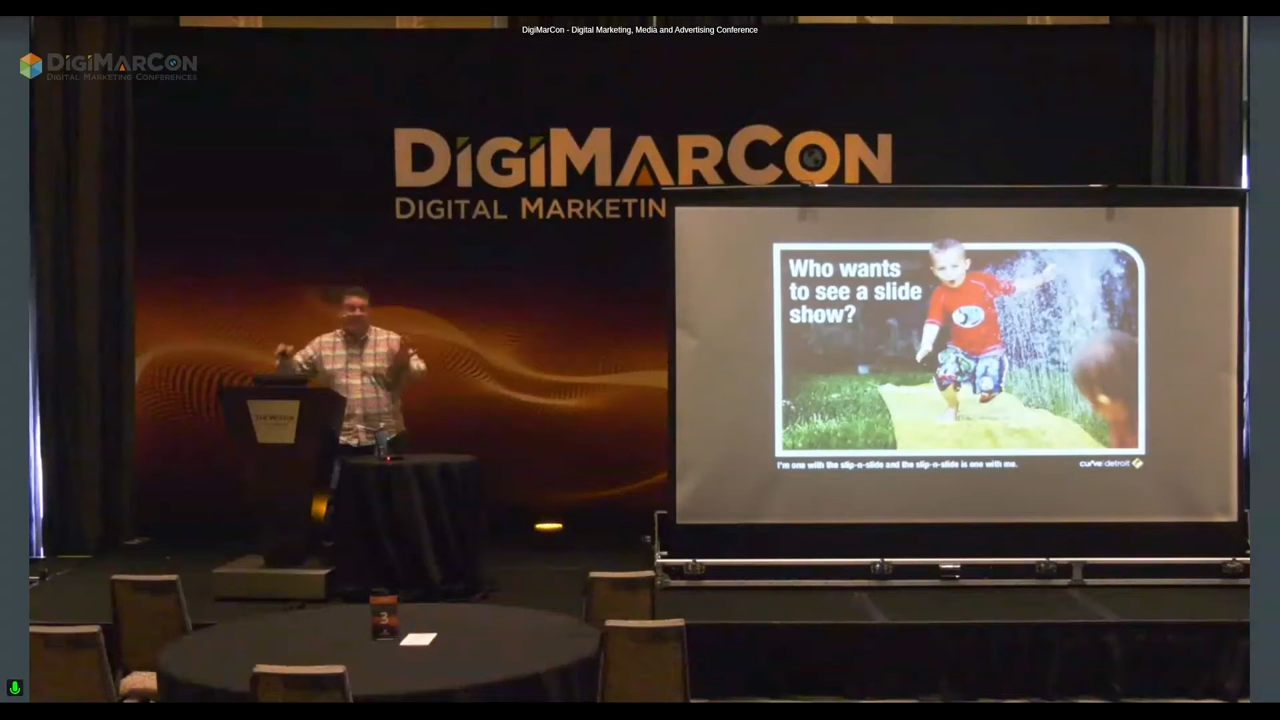 DigiMarCon - Digital Marketing, Media and Advertising Conference
DIGIMARCON
DIGITAL MARKETING CONFERENCES
DIGIMARCON
DIGITAL MARKETIN
Who wants
to see a slide
show?
I'm one with the slip-n-slide and the slip-n-slide is one with me.
curve detroit
THE WESTIN
3